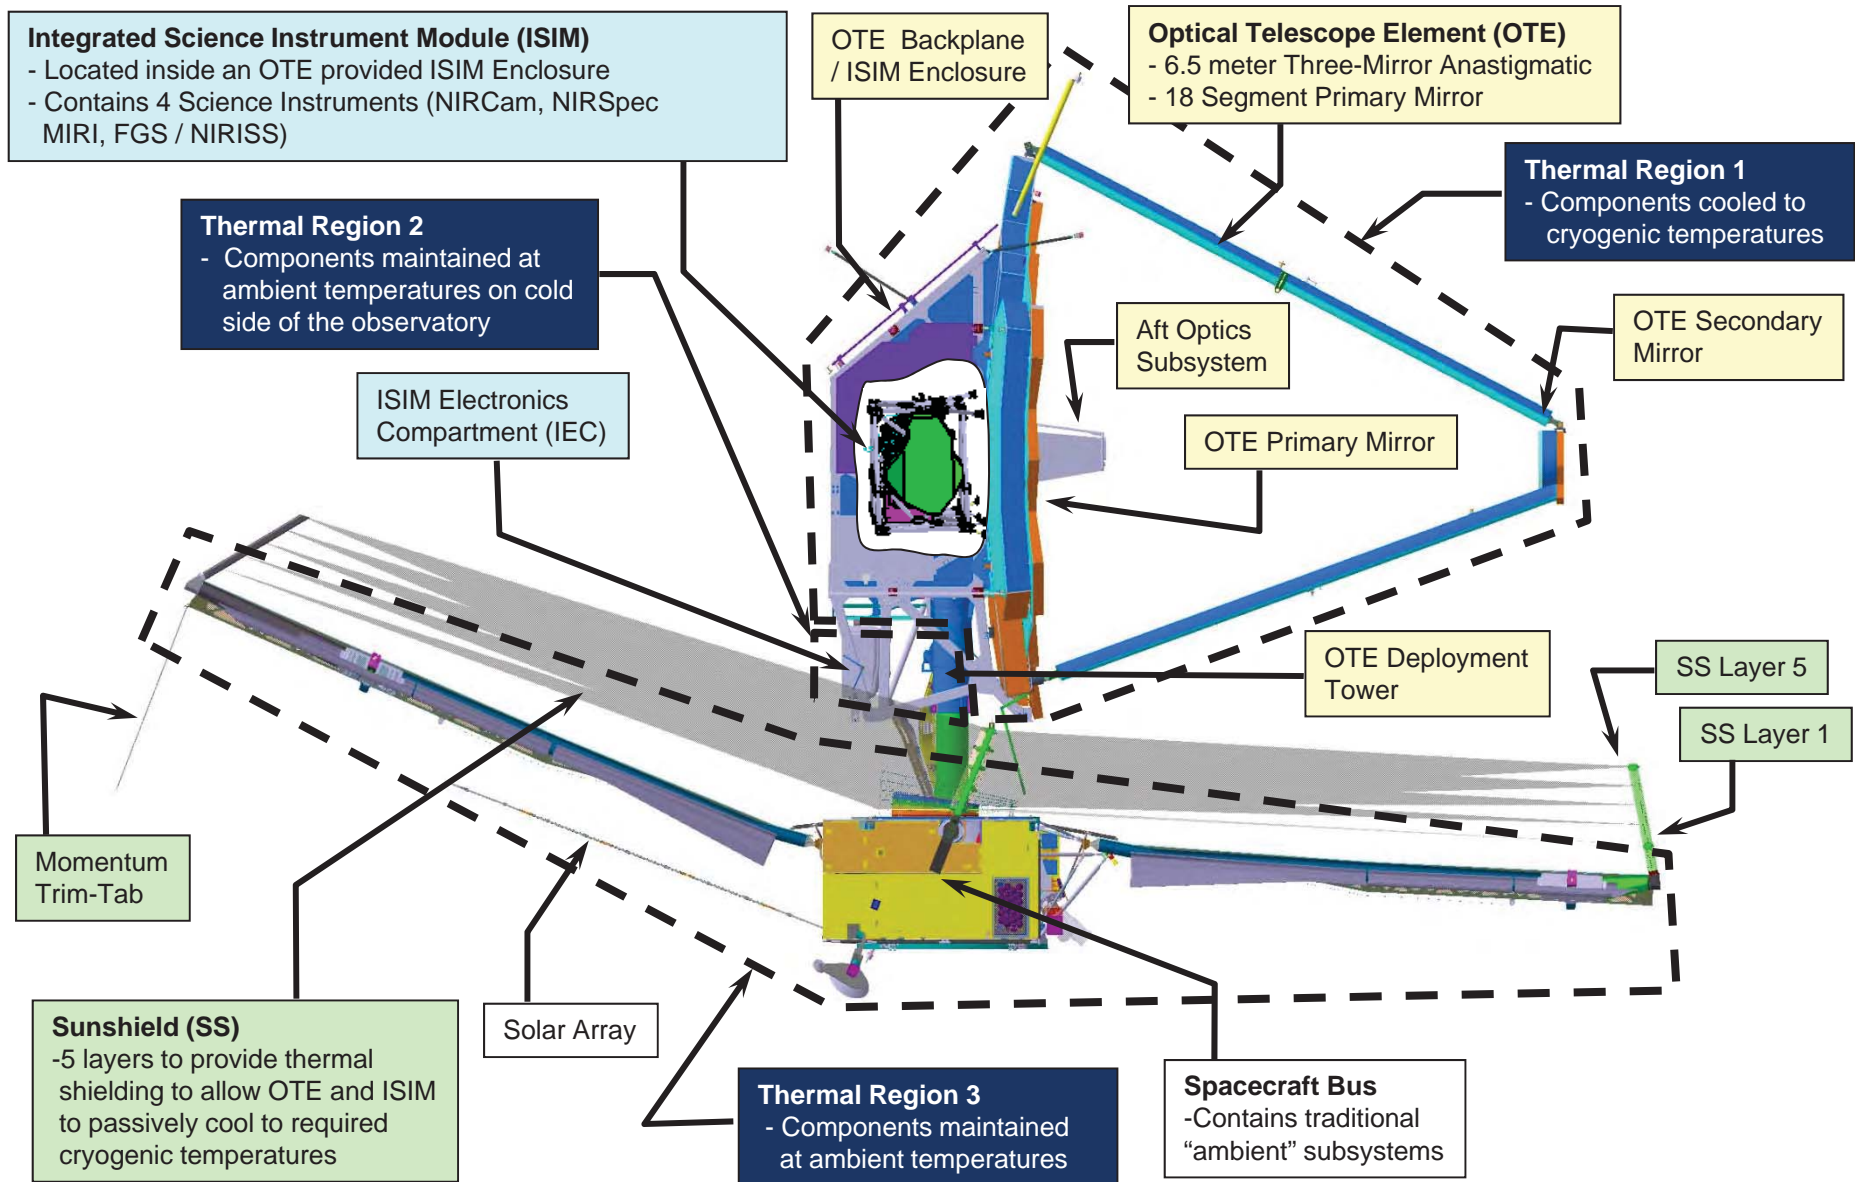 Integrated Science Instrument Module (ISIM)
- Located inside an OTE provided ISIM Enclosure
- Contains 4 Science Instruments (NIRCam, NIRSpec
MIRI, FGS / NIRISS)
OTE Backplane
/ ISIM Enclosure
Optical Telescope Element (OTE)
- 6.5 meter Three-Mirror Anastigmatic
- 18 Segment Primary Mirror
Thermal Region 1
- Components cooled to
cryogenic temperatures
Thermal Region 2
- Components maintained at
ambient temperatures on cold
side of the observatory
Aft Optics
Subsystem
OTE Secondary
Mirror
ISIM Electronics
Compartment (IEC)
OTE Primary Mirror
OTE Deployment
Tower
SS Layer 5
SS Layer 1
Momentum
Trim-Tab
Sunshield (SS)
-5 layers to provide thermal
shielding to allow OTE and ISIM
to passively cool to required
cryogenic temperatures
Solar Array
Thermal Region 3
- Components maintained
at ambient temperatures
Spacecraft Bus
-Contains traditional
“ambient” subsystems